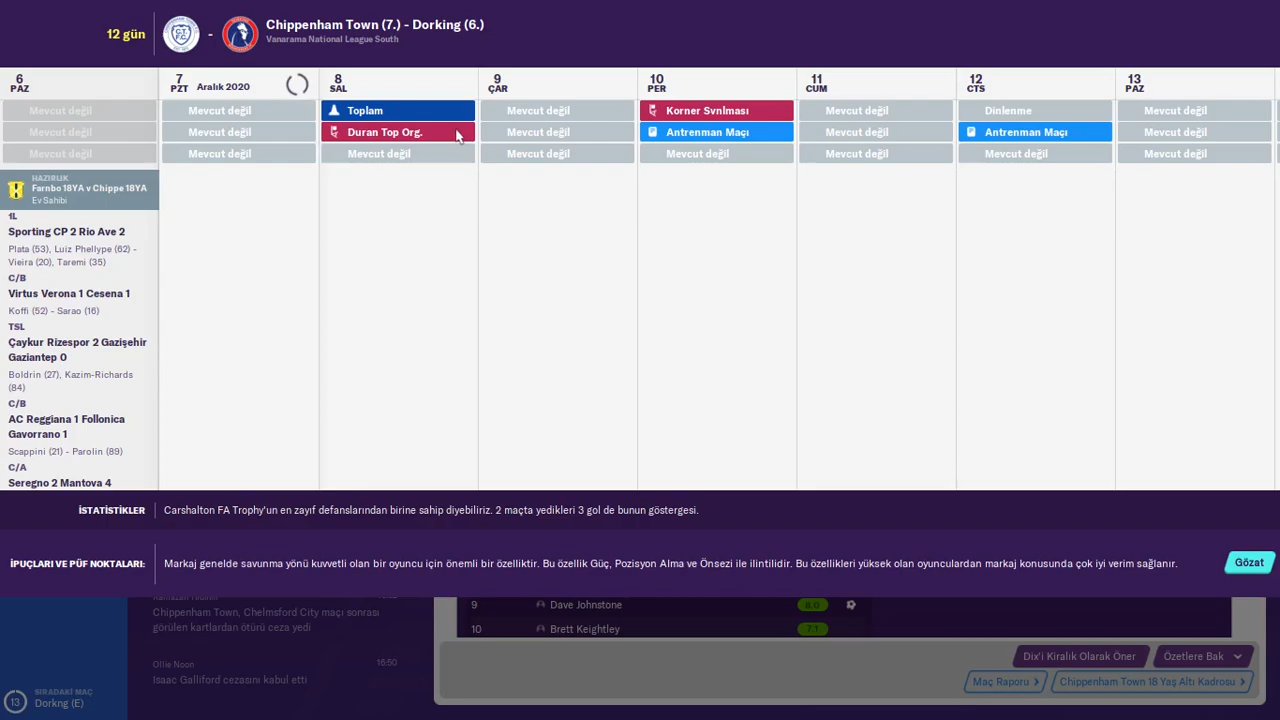 12 gün
-
Chippenham Town (7.) - Dorking (6.)
Vanarama National League South
6
PAZ
7
PZT
Aralık 2020
8
SAL
9
ÇAR
10
PER
11
CUM
12
CTS
13
PAZ
Mevcut değil
Mevcut değil
Toplam
Mevcut değil
Korner Svnlması
Mevcut değil
Dinlenme
Mevcut değil
Mevcut değil
Mevcut değil
Duran Top Org.
Mevcut değil
Antrenman Maçı
Mevcut değil
Antrenman Maçı
Mevcut değil
Mevcut değil
Mevcut değil
Mevcut değil
Mevcut değil
Mevcut değil
Mevcut değil
Mevcut değil
Mevcut değil
HAZIRLIK
Farnbo 18YA v Chippe 18YA
Ev Sahibi
1L
Sporting CP 2 Rio Ave 2
Plata (53), Luiz Phellype (62) -
Vieira (20), Taremi (35)
C/B
Virtus Verona 1 Cesena 1
Koffi (52) - Sarao (16)
TSL
Çaykur Rizespor 2 Gazişehir
Gaziantep 0
Boldrin (27), Kazim-Richards
(84)
C/B
AC Reggiana 1 Follonica
Gavorrano 1
Scappini (21) - Parolin (89)
C/A
Seregno 2 Mantova 4
İSTATİSTİKLER
Carshalton FA Trophy'un en zayıf defanslarından birine sahip diyebiliriz. 2 maçta yedikleri 3 gol de bunun göstergesi.
İPUÇLARI VE PÜF NOKTALARI:
Markaj genelde savunma yönü kuvvetli olan bir oyuncu için önemli bir özelliktir. Bu özellik Güç, Pozisyon Alma ve Önsezi ile ilintilidir. Bu özellikleri yüksek olan oyunculardan markaj konusunda çok iyi verim sağlanır.
Gözat
Chippenham Town, Chelmsford City maçı sonrası
görülen kartlardan ötürü ceza yedi
9
Dave Johnstone
8.0
10
Brett Keightley
7.1
Ollie Noon
16:50
Isaac Galliford cezasını kabul etti
Dix'i Kiralık Olarak Öner
Özetlere Bak
Maç Raporu
Chippenham Town 18 Yaş Altı Kadrosu
13
SIRADAKİ MAÇ
Dorkng (E)